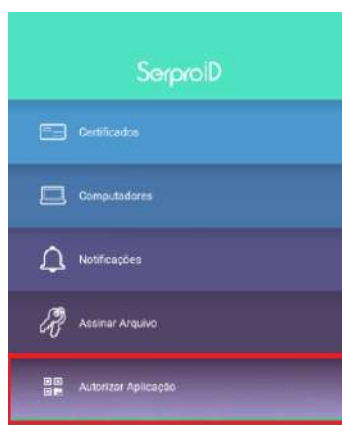 SerproID
Certificados
Computadores
Notificações
Assinar Arquivo
Autorizar Aplicação